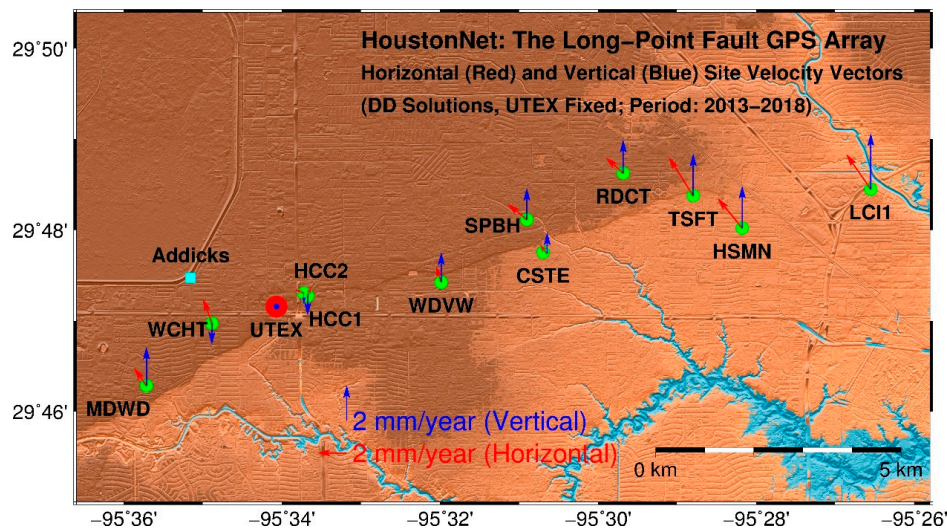 HoustonNet: The Long-Point Fault GPS Array
Horizontal (Red) and Vertical (Blue) Site Velocity Vectors
(DD Solutions, UTEX Fixed; Period: 2013-2018)
29°50'
29°48'
29°46'
RDCT
TSFT
LCI1
SPBH
HSMN
Addicks
CSTE
HCC2
WDVW
HCC1
WCHT
UTEX
MDWD
2 mm/year (Vertical)
2 mm/year (Horizontal)
0 km
5 km
-95°36'
-95°34'
-95°32'
-95°30'
-95°28'
-95°26'